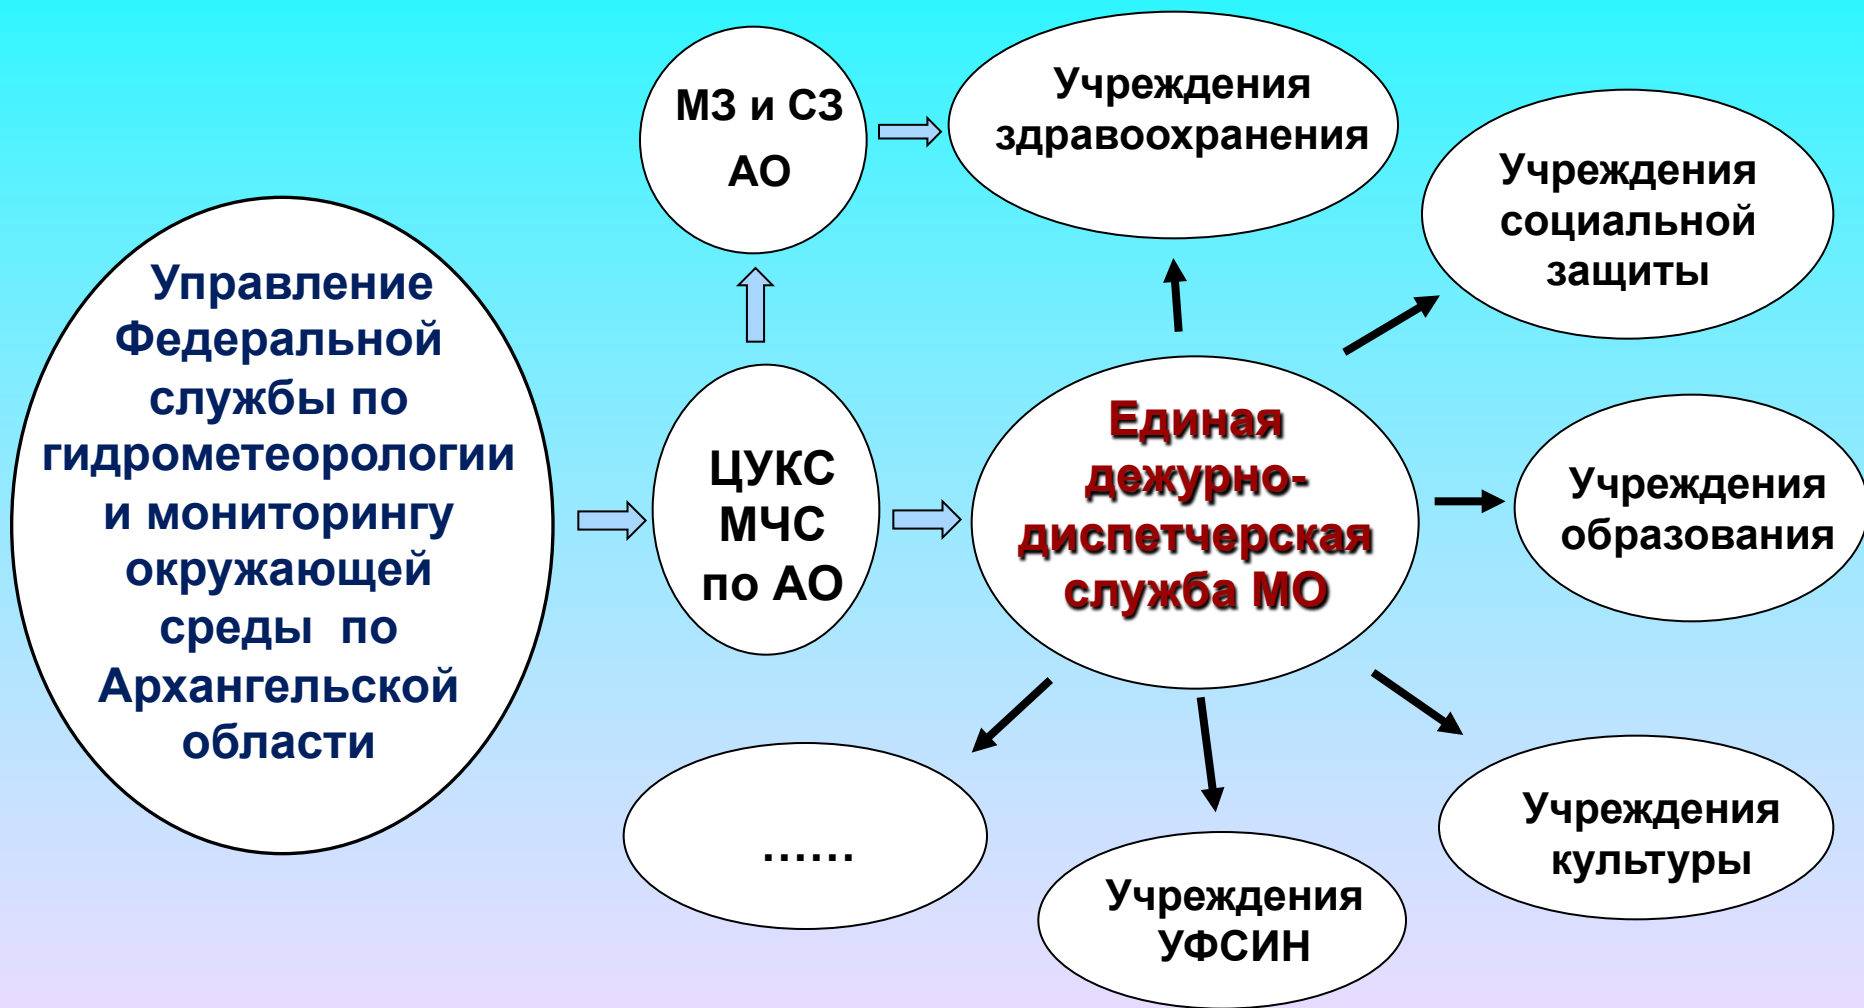 МЗ и СЗ
АО
Учреждения
здравоохранения
Учреждения
социальной
защиты
Управление
Федеральной
службы по
гидрометеорологии
и мониторингу
окружающей
среды по
Архангельской
области
ЦУКС
МЧС
по АО
Единая
дежурно-
диспетчерская
служба МО
Учреждения
образования
......
Учреждения
УФСИН
Учреждения
культуры